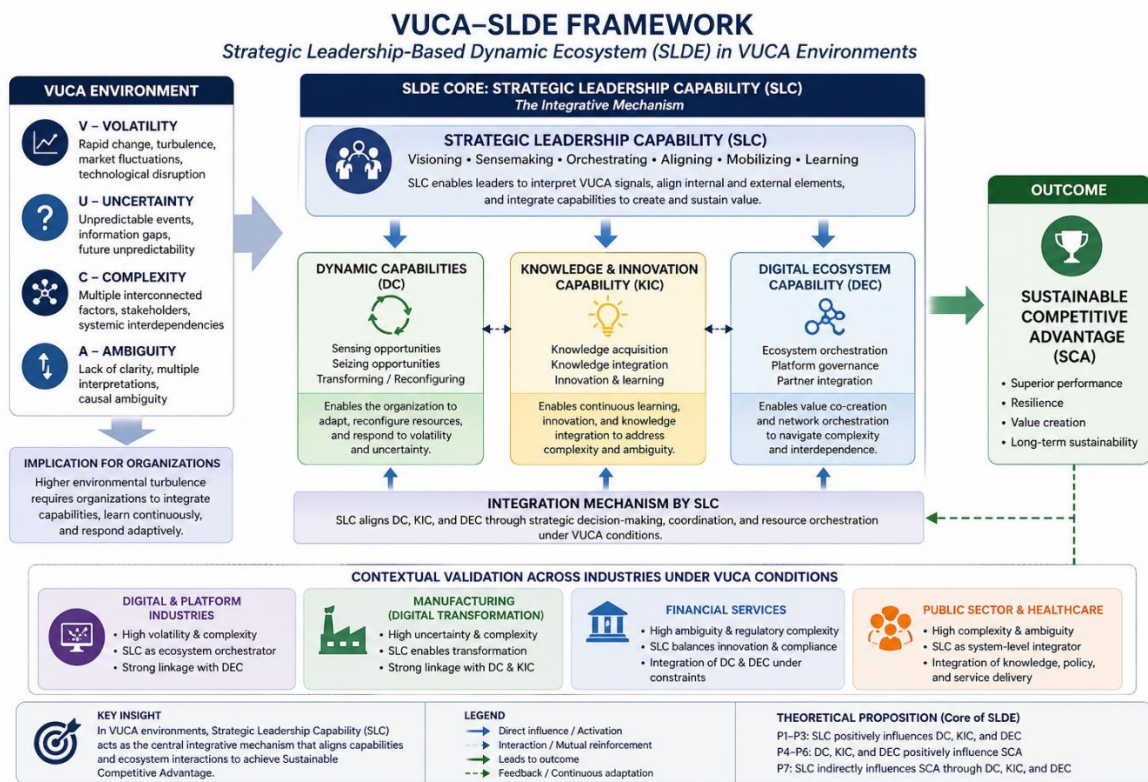 VUCA–SLDE FRAMEWORK
Strategic Leadership-Based Dynamic Ecosystem (SLDE) in VUCA Environments
VUCA ENVIRONMENT
V – VOLATILITY
Rapid change, turbulence,
market fluctuations,
technological disruption
U – UNCERTAINTY
Unpredictable events,
information gaps,
future unpredictability
C – COMPLEXITY
Multiple interconnected
factors, stakeholders,
systemic interdependencies
A – AMBIGUITY
Lack of clarity, multiple
interpretations,
causal ambiguity
IMPLICATION FOR ORGANIZATIONS
Higher environmental turbulence
requires organizations to integrate
capabilities, learn continuously,
and respond adaptively.
SLDE CORE: STRATEGIC LEADERSHIP CAPABILITY (SLC)
The Integrative Mechanism
STRATEGIC LEADERSHIP CAPABILITY (SLC)
Visioning • Sensemaking • Orchestrating • Aligning • Mobilizing • Learning
SLC enables leaders to interpret VUCA signals, align internal and external elements,
and integrate capabilities to create and sustain value.
DYNAMIC CAPABILITIES
(DC)
Sensing opportunities
Seizing opportunities
Transforming / Reconfiguring
Enables the organization to
adapt, reconfigure resources,
and respond to volatility
and uncertainty.
KNOWLEDGE & INNOVATION
CAPABILITY (KIC)
Knowledge acquisition
Knowledge integration
Innovation & learning
Enables continuous learning,
innovation, and knowledge
integration to address
complexity and ambiguity.
DIGITAL ECOSYSTEM
CAPABILITY (DEC)
Ecosystem orchestration
Platform governance
Partner integration
Enables value co-creation
and network orchestration
to navigate complexity
and interdependence.
INTEGRATION MECHANISM BY SLC
SLC aligns DC, KIC, and DEC through strategic decision-making, coordination, and resource orchestration
under VUCA conditions.
OUTCOME
SUSTAINABLE
COMPETITIVE
ADVANTAGE
(SCA)
• Superior performance
• Resilience
• Value creation
• Long-term sustainability
CONTEXTUAL VALIDATION ACROSS INDUSTRIES UNDER VUCA CONDITIONS
DIGITAL & PLATFORM
INDUSTRIES
• High volatility & complexity
• SLC as ecosystem orchestrator
• Strong linkage with DEC
MANUFACTURING
(DIGITAL TRANSFORMATION)
• High uncertainty & complexity
• SLC enables transformation
• Strong linkage with DC & KIC
FINANCIAL SERVICES
• High ambiguity & regulatory complexity
• SLC balances innovation & compliance
• Integration of DC & DEC under
constraints
PUBLIC SECTOR & HEALTHCARE
• High complexity & ambiguity
• SLC as system-level integrator
• Integration of knowledge, policy,
and service delivery
KEY INSIGHT
In VUCA environments, Strategic Leadership Capability (SLC)
acts as the central integrative mechanism that aligns capabilities
and ecosystem interactions to achieve Sustainable
Competitive Advantage.
LEGEND
Direct influence / Activation
Interaction / Mutual reinforcement
Leads to outcome
Feedback / Continuous adaptation
THEORETICAL PROPOSITION (Core of SLDE)
P1–P3: SLC positively influences DC, KIC, and DEC
P4–P6: DC, KIC, and DEC positively influence SCA
P7: SLC indirectly influences SCA through DC, KIC, and DEC